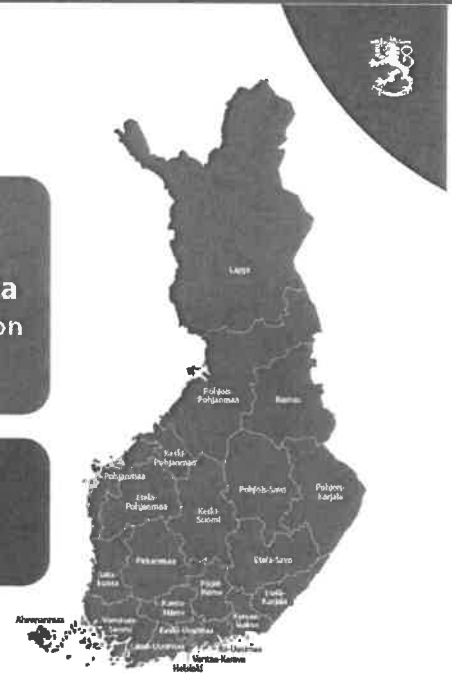 a
on
Lappi
Pohjois-
Pohjanmaa
Kainuu
Keski-
Pohjanmaa
Pohjanmaa
Etelä-
Pohjanmaa
Keski-
Suomi
Pohjois-Savo
Pohjois-
Karjala
Pirkanmaa
Etelä-Savo
Sata-
kunta
Päijät-
Häme
Etelä-
Karjala
Kanta-
Häme
Varsinais-
Suomi
Keski-Uusimaa
Kymen-
laakso
Ahvenanmaa
Länsi-Uusimaa
Itä-Uusimaa
Vantaa-Kerava
Helsinki